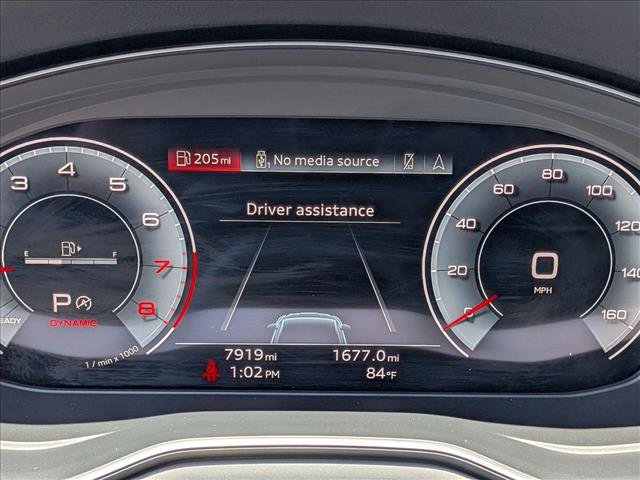 205 mi
1 No media source
Driver assistance
3 4 5 6 7 8
E F
P A
DYNAMIC
1 / min x 1000
7919 mi 1677.0 mi
1:02 PM 84°F
0 20 40 60 80 100 120 140 160
0
MPH